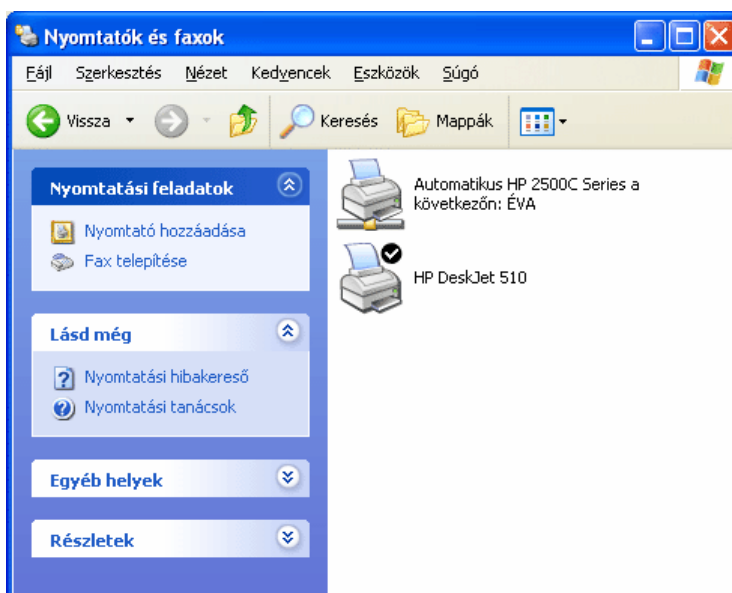 Nyomtatók és faxok
Fájl Szerkesztés Nézet Kedvencek Eszközök Súgó
Vissza Keresés Mappák
Nyomtatási feladatok
Nyomtató hozzáadása
Fax telepítése
Lásd még
Nyomtatási hibakereső
Nyomtatási tanácsok
Egyéb helyek
Részletek
Automatikus HP 2500C Series a
következőn: ÉVA
HP DeskJet 510